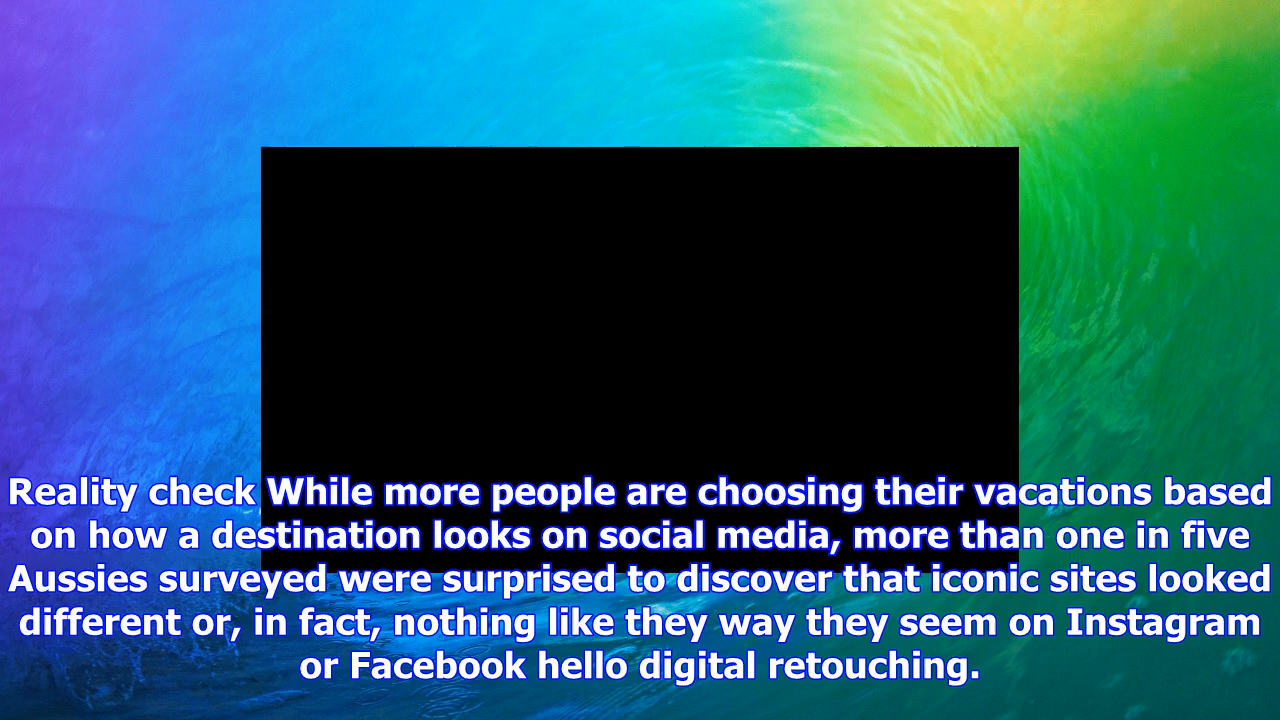 Reality check While more people are choosing their vacations based
on how a destination looks on social media, more than one in five
Aussies surveyed were surprised to discover that iconic sites looked
different or, in fact, nothing like they way they seem on Instagram
or Facebook hello digital retouching.